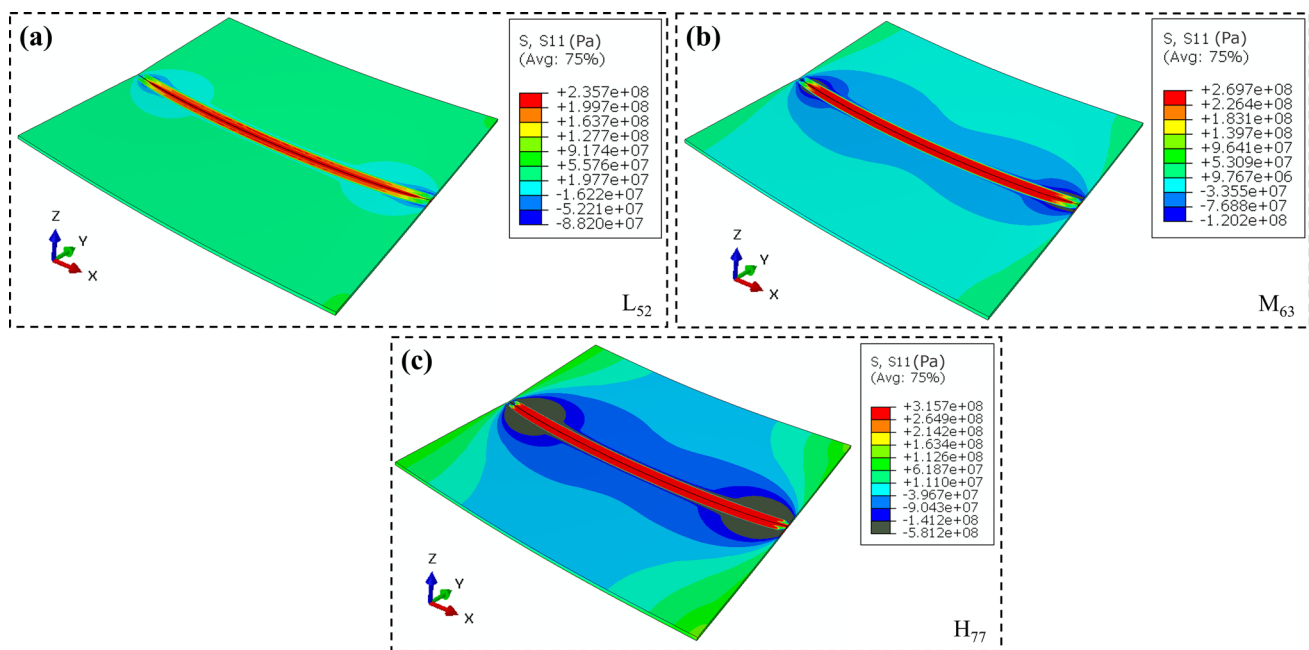 (a)
S, S11 (Pa)
(Avg: 75%)
+2.357e+08
+1.997e+08
+1.637e+08
+1.277e+08
+9.174e+07
+5.576e+07
+1.977e+07
-1.622e+07
-5.221e+07
-8.820e+07
Z
Y
X
L52
(b)
S, S11 (Pa)
(Avg: 75%)
+2.697e+08
+2.264e+08
+1.831e+08
+1.397e+08
+9.641e+07
+5.309e+07
+9.767e+06
-3.355e+07
-7.688e+07
-1.202e+08
Z
Y
X
M63
(c)
S, S11 (Pa)
(Avg: 75%)
+3.157e+08
+2.649e+08
+2.142e+08
+1.634e+08
+1.126e+08
+6.187e+07
+1.110e+07
-3.967e+07
-9.043e+07
-1.412e+08
-5.812e+08
Z
Y
X
H77